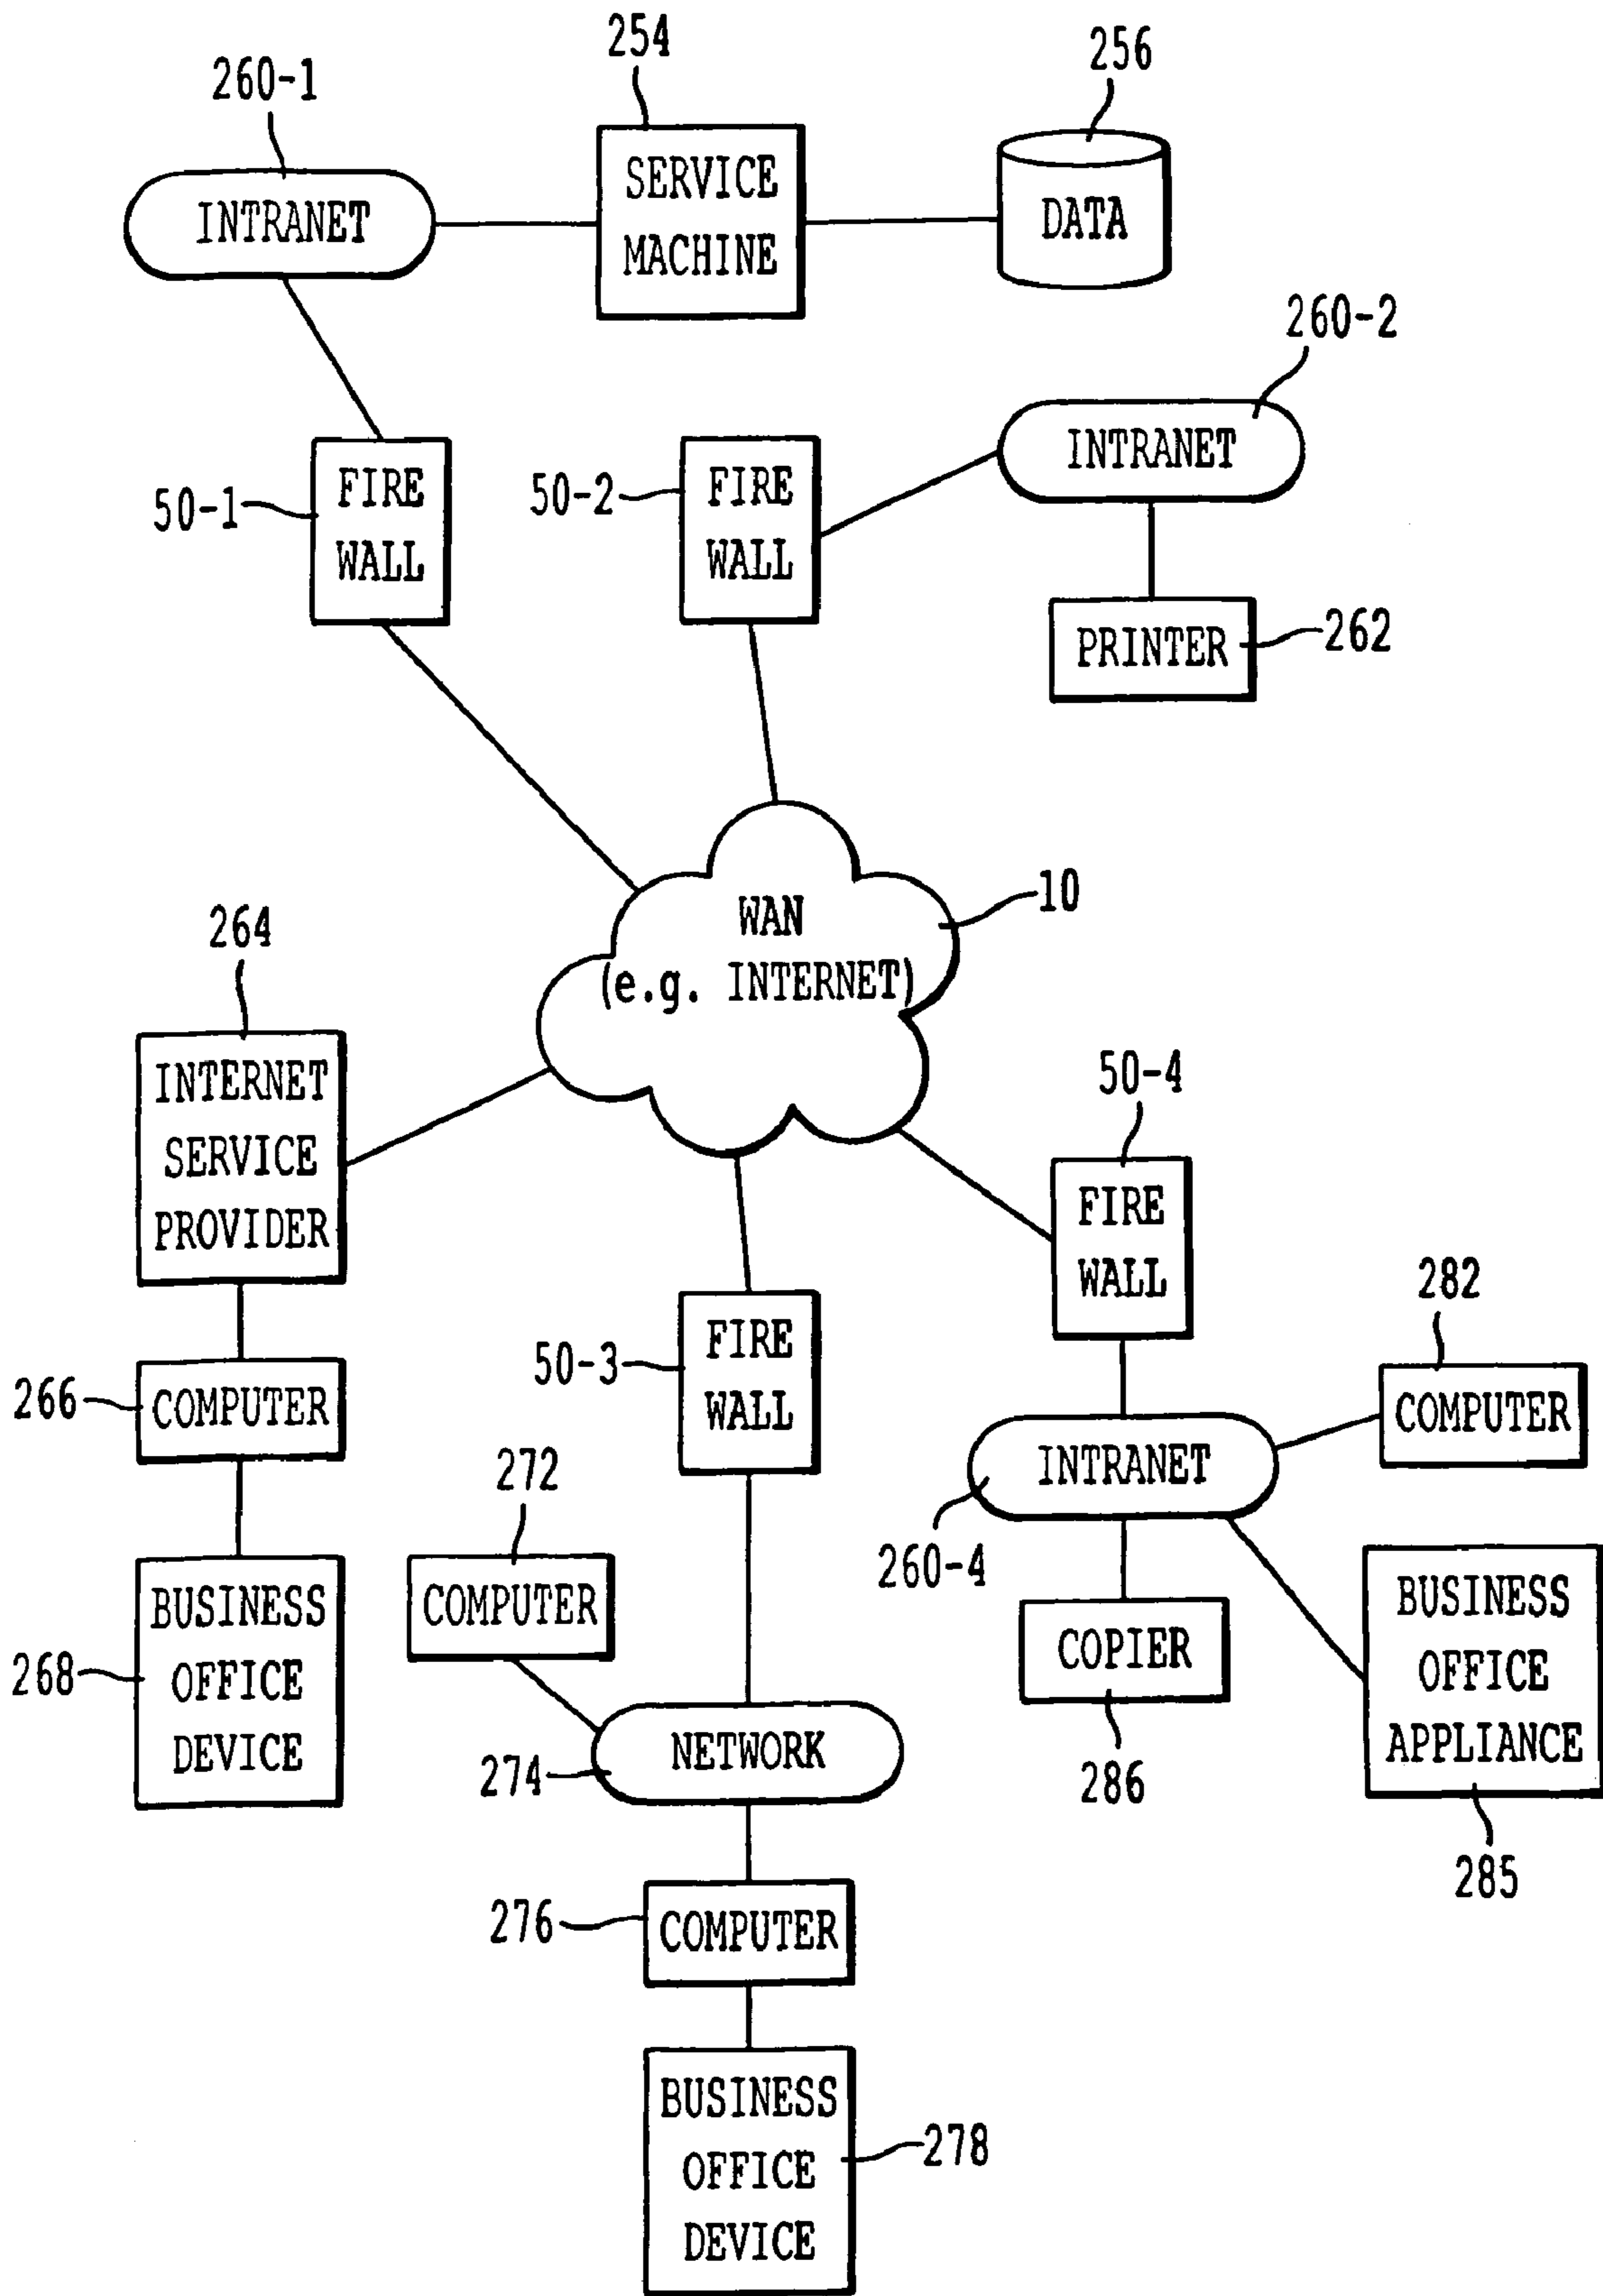 254
256
260-1
SERVICE
MACHINE
INTRANET
DATA
260-2
INTRANET
50-1
FIRE
WALL
50-2
FIRE
WALL
PRINTER
262
10
WAN
(e.g. INTERNET)
264
INTERNET
SERVICE
PROVIDER
50-4
FIRE
WALL
282
COMPUTER
50-3
FIRE
WALL
266
COMPUTER
272
COMPUTER
INTRANET
260-4
BUSINESS
OFFICE
DEVICE
268
COPIER
286
BUSINESS
OFFICE
APPLIANCE
285
NETWORK
274
276
COMPUTER
BUSINESS
OFFICE
DEVICE
278